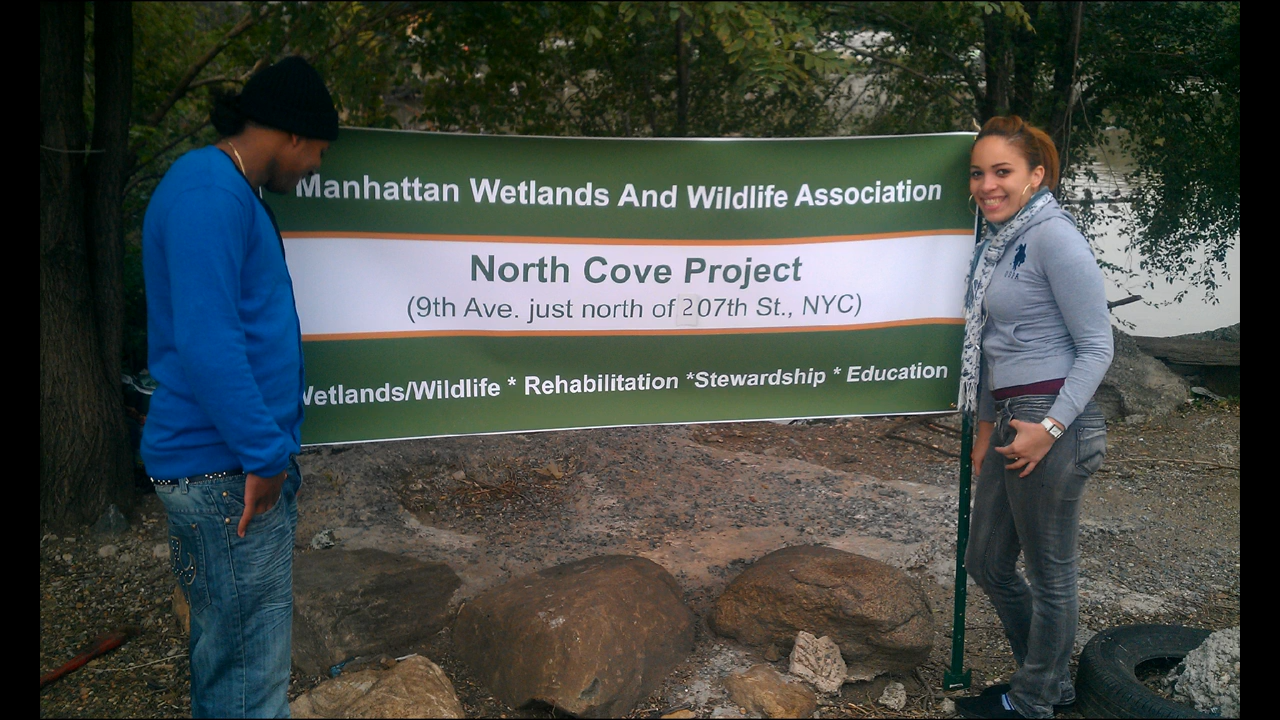 Manhattan Wetlands And Wildlife Association
North Cove Project
(9th Ave. just north of 207th St., NYC)
Wetlands/Wildlife * Rehabilitation *Stewardship * Education